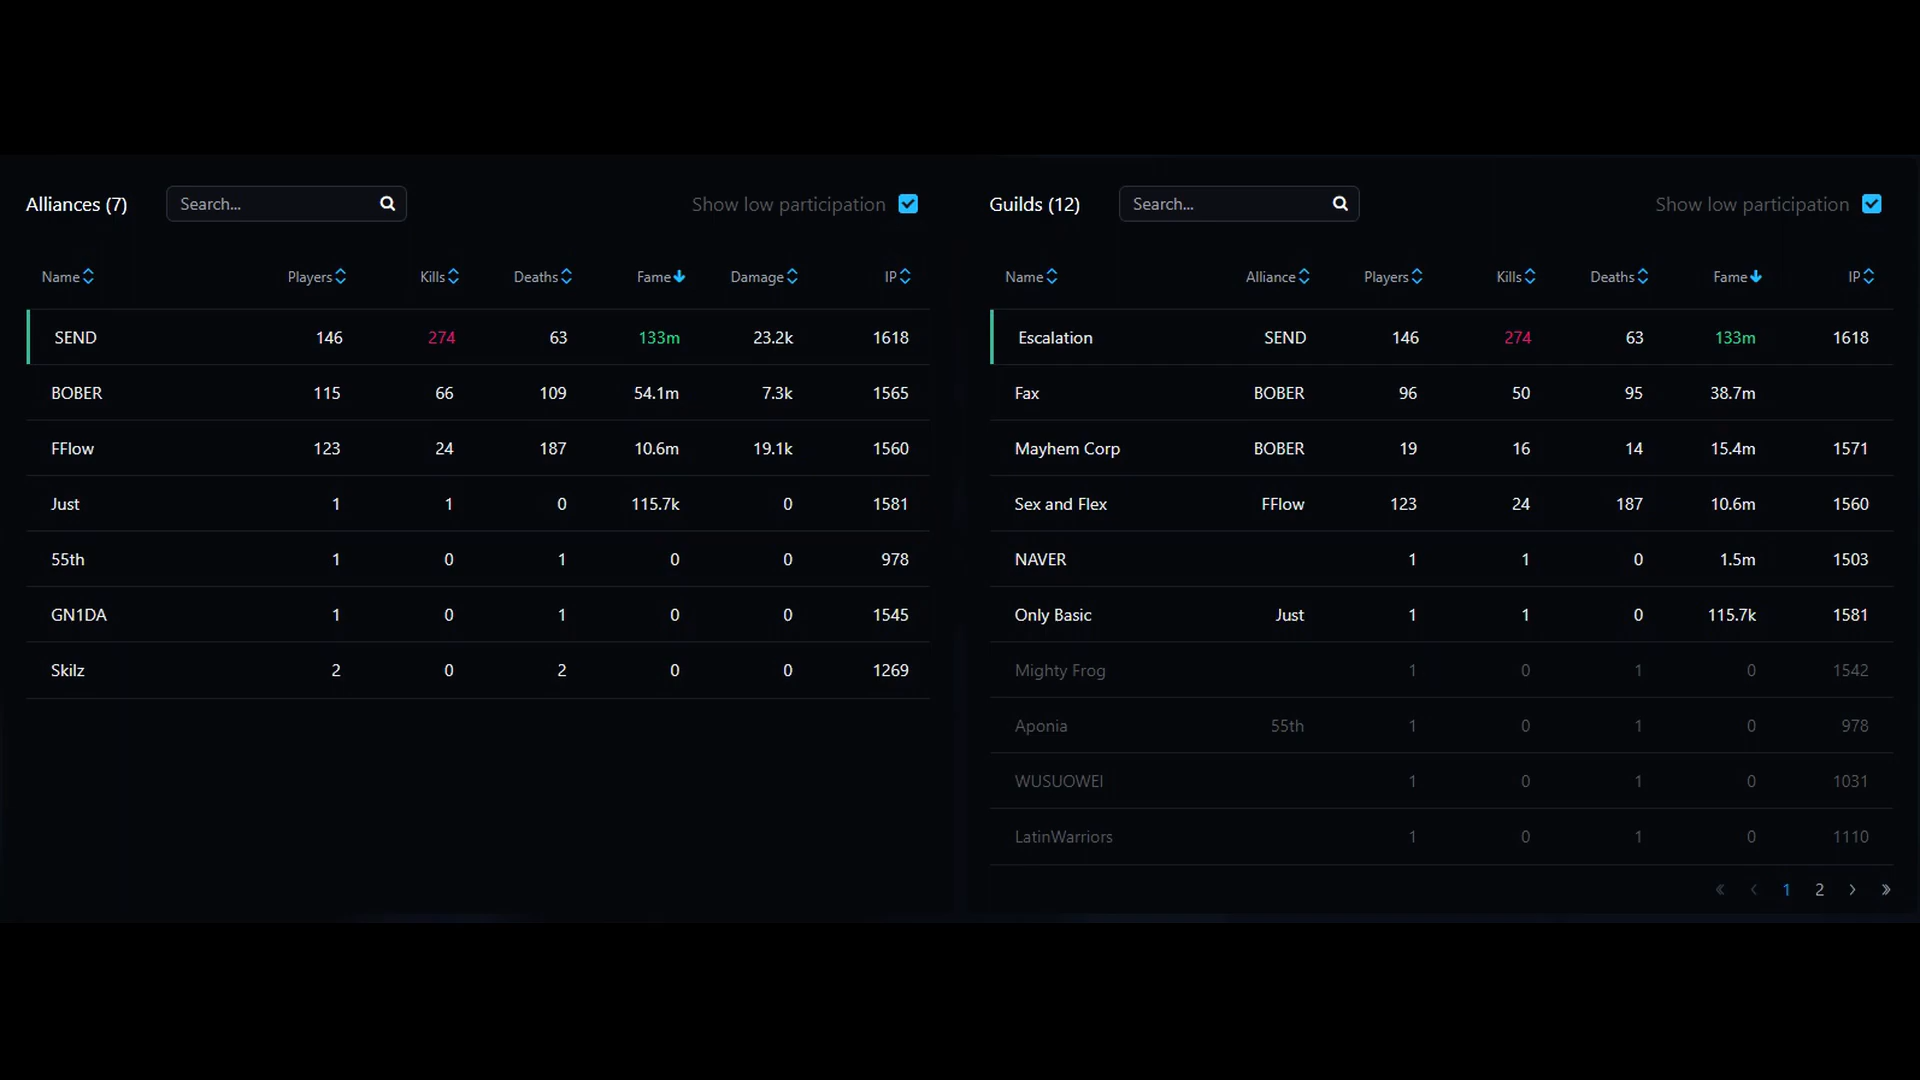 Alliances (7)
Search...
Show low participation
Name Players Kills Deaths Fame Damage IP
SEND 146 274 63 133m 23.2k 1618
BOBER 115 66 109 54.1m 7.3k 1565
FFlow 123 24 187 10.6m 19.1k 1560
Just 1 1 0 115.7k 0 1581
55th 1 0 1 0 0 978
GN1DA 1 0 1 0 0 1545
Skilz 2 0 2 0 0 1269
Guilds (12)
Search...
Show low participation
Name Alliance Players Kills Deaths Fame IP
Escalation SEND 146 274 63 133m 1618
Fax BOBER 96 50 95 38.7m
Mayhem Corp BOBER 19 16 14 15.4m 1571
Sex and Flex FFlow 123 24 187 10.6m 1560
NAVER 1 1 0 1.5m 1503
Only Basic Just 1 1 0 115.7k 1581
Mighty Frog 1 0 1 0 1542
Aponia 55th 1 0 1 0 978
WUSUOWEI 1 0 1 0 1031
LatinWarriors 1 0 1 0 1110
« ‹ 1 2 › »